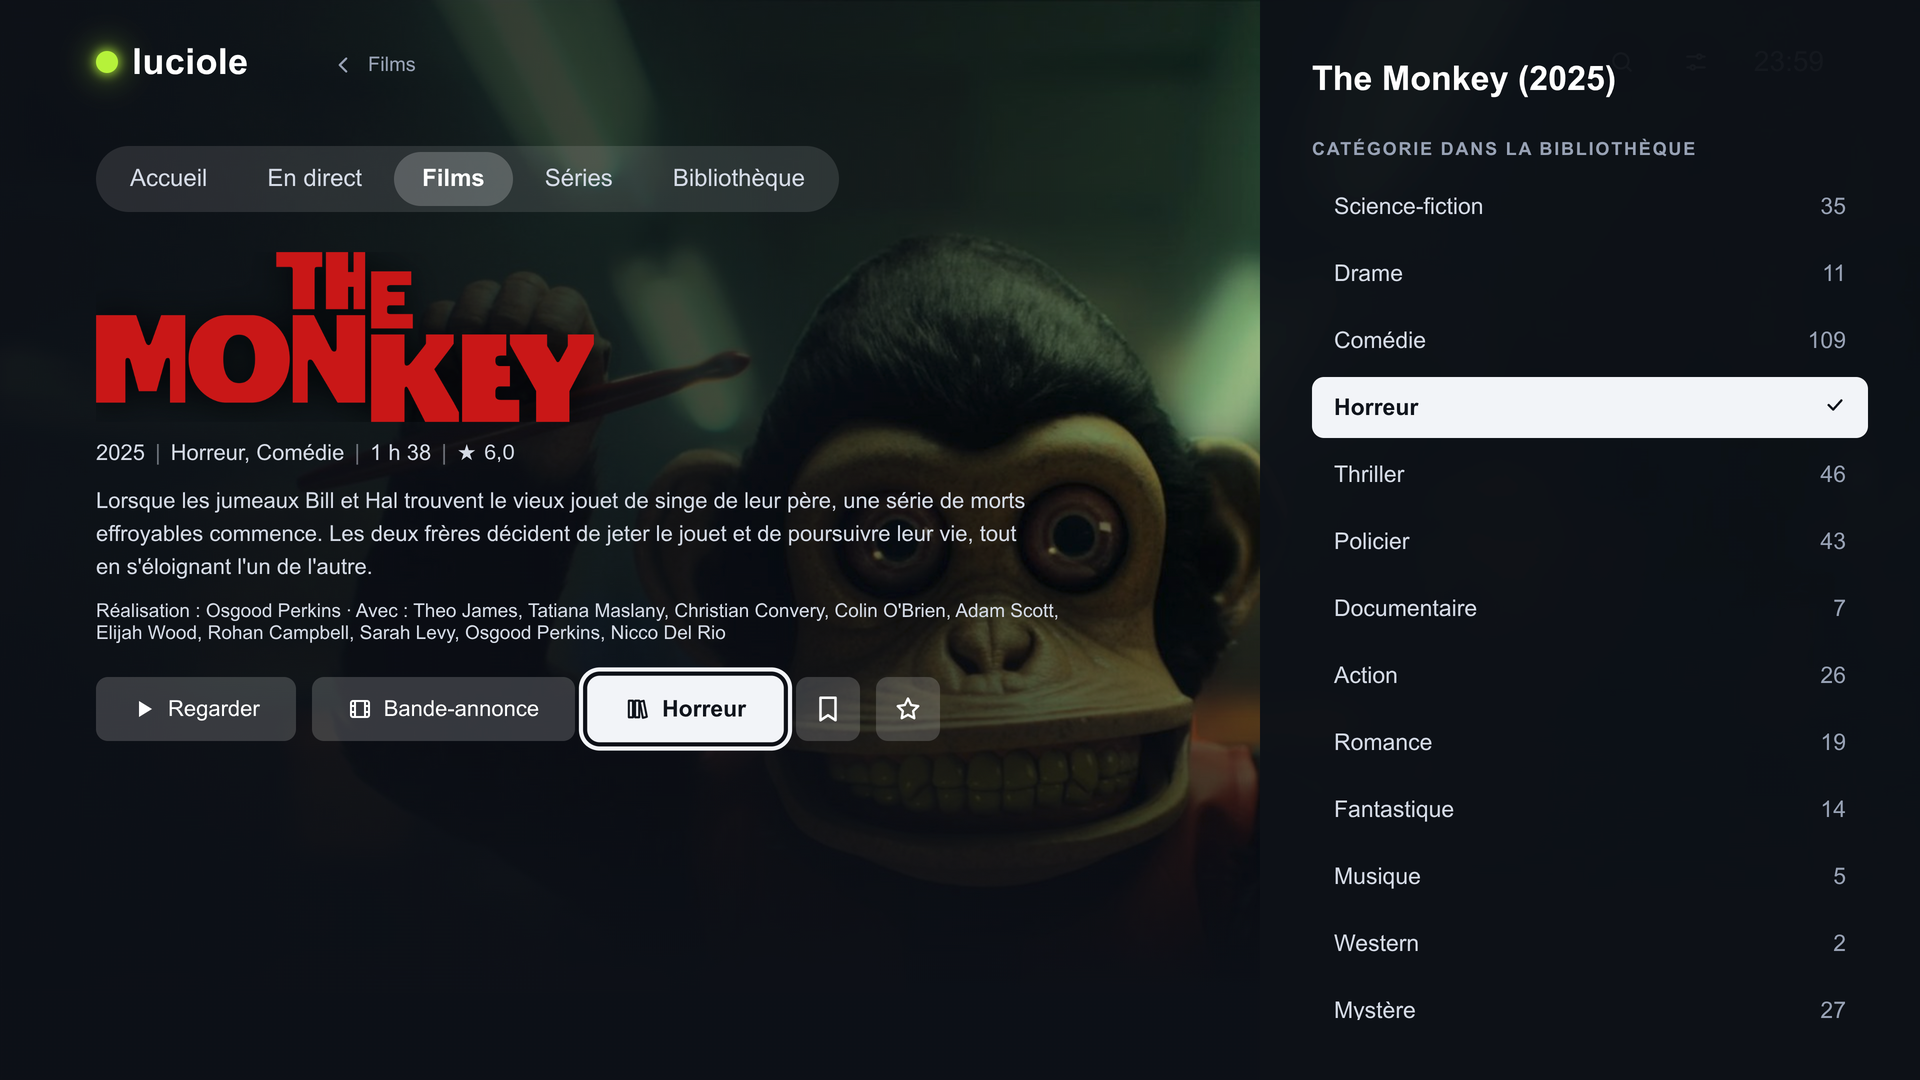 luciole
Films
23:59
Accueil
En direct
Films
Séries
Bibliothèque
THE
MONKEY
2025 | Horreur, Comédie | 1 h 38 | ★ 6,0
Lorsque les jumeaux Bill et Hal trouvent le vieux jouet de singe de leur père, une série de morts
effroyables commence. Les deux frères décident de jeter le jouet et de poursuivre leur vie, tout
en s'éloignant l'un de l'autre.
Réalisation : Osgood Perkins · Avec : Theo James, Tatiana Maslany, Christian Convery, Colin O'Brien, Adam Scott,
Elijah Wood, Rohan Campbell, Sarah Levy, Osgood Perkins, Nicco Del Rio
Regarder
Bande-annonce
Horreur
The Monkey (2025)
CATÉGORIE DANS LA BIBLIOTHÈQUE
Science-fiction 35
Drame 11
Comédie 109
Horreur
Thriller 46
Policier 43
Documentaire 7
Action 26
Romance 19
Fantastique 14
Musique 5
Western 2
Mystère 27